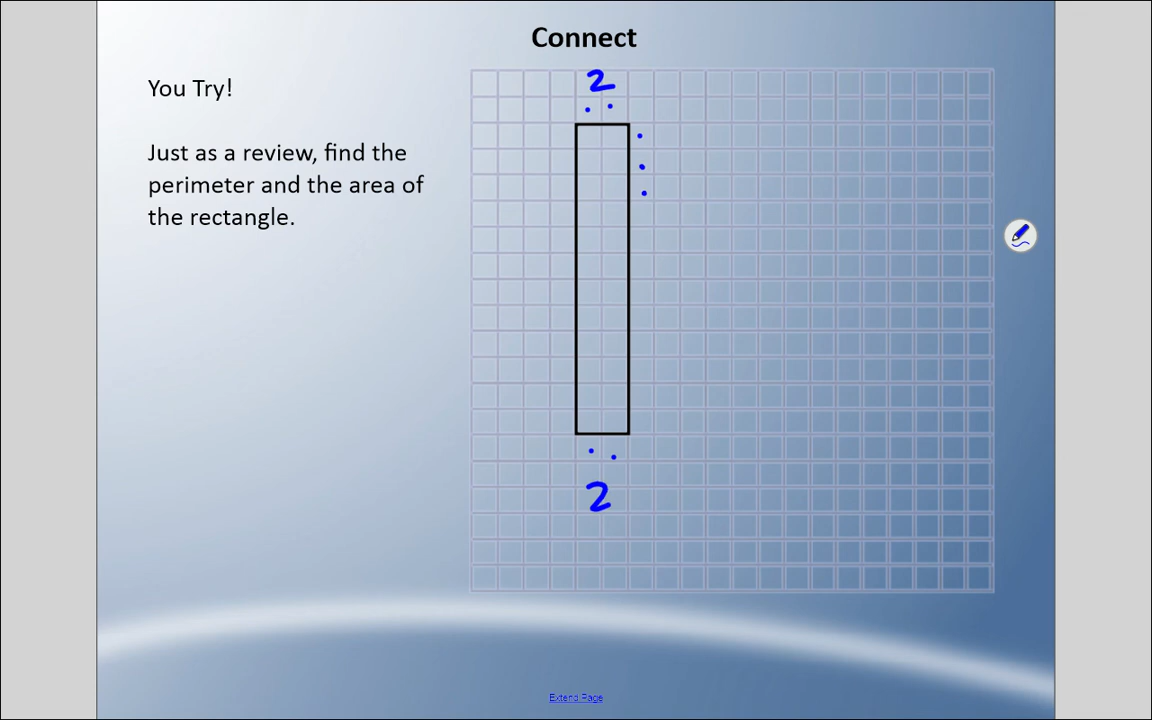 Connect
You Try!
Just as a review, find the
perimeter and the area of
the rectangle.
2
2
Extend Page